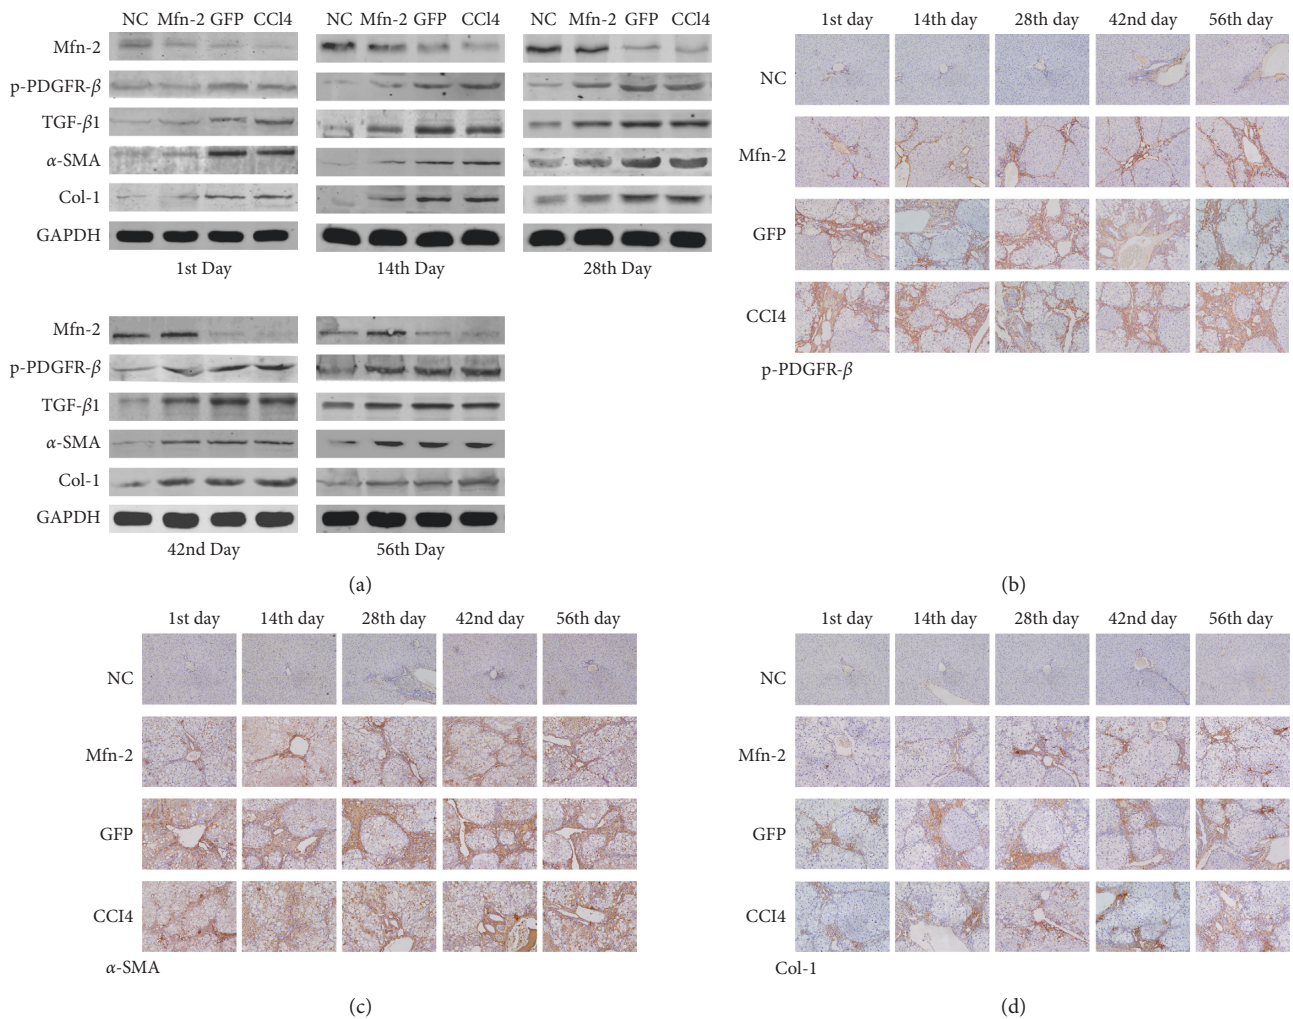 NC Mfn-2 GFP CCl4 NC Mfn-2 GFP CCl4 NC Mfn-2 GFP CCl4
Mfn-2
p-PDGFR-β
TGF-β1
α-SMA
Col-1
GAPDH
1st Day 14th Day 28th Day
Mfn-2
p-PDGFR-β
TGF-β1
α-SMA
Col-1
GAPDH
42nd Day 56th Day
(a)
1st day 14th day 28th day 42nd day 56th day
NC
Mfn-2
GFP
CCI4
p-PDGFR-β
(b)
1st day 14th day 28th day 42nd day 56th day
NC
Mfn-2
GFP
CCI4
α-SMA
(c)
1st day 14th day 28th day 42nd day 56th day
NC
Mfn-2
GFP
CCI4
Col-1
(d)